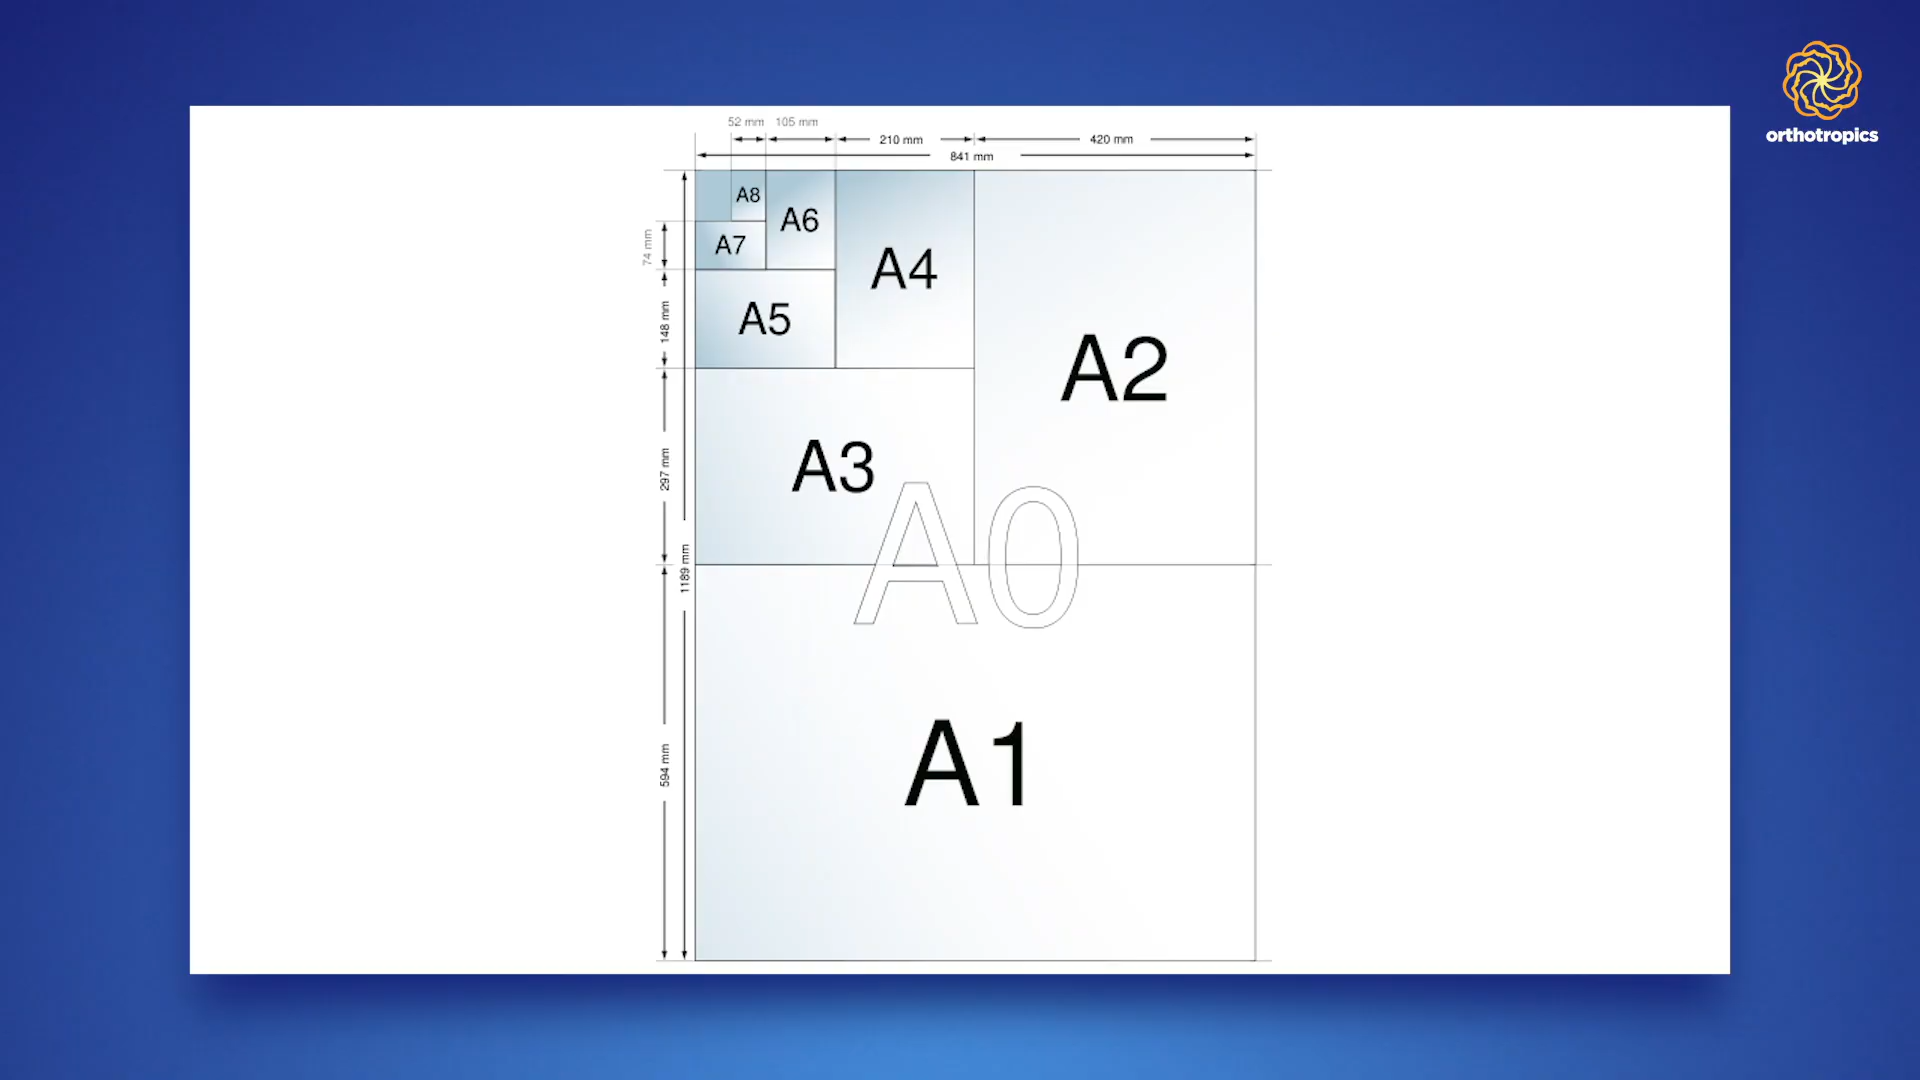 52 mm 105 mm
210 mm 420 mm
841 mm
orthotropics
A8
A6
A7
74 mm
A4
A5
148 mm
A2
A3
297 mm
A0
1189 mm
A1
594 mm